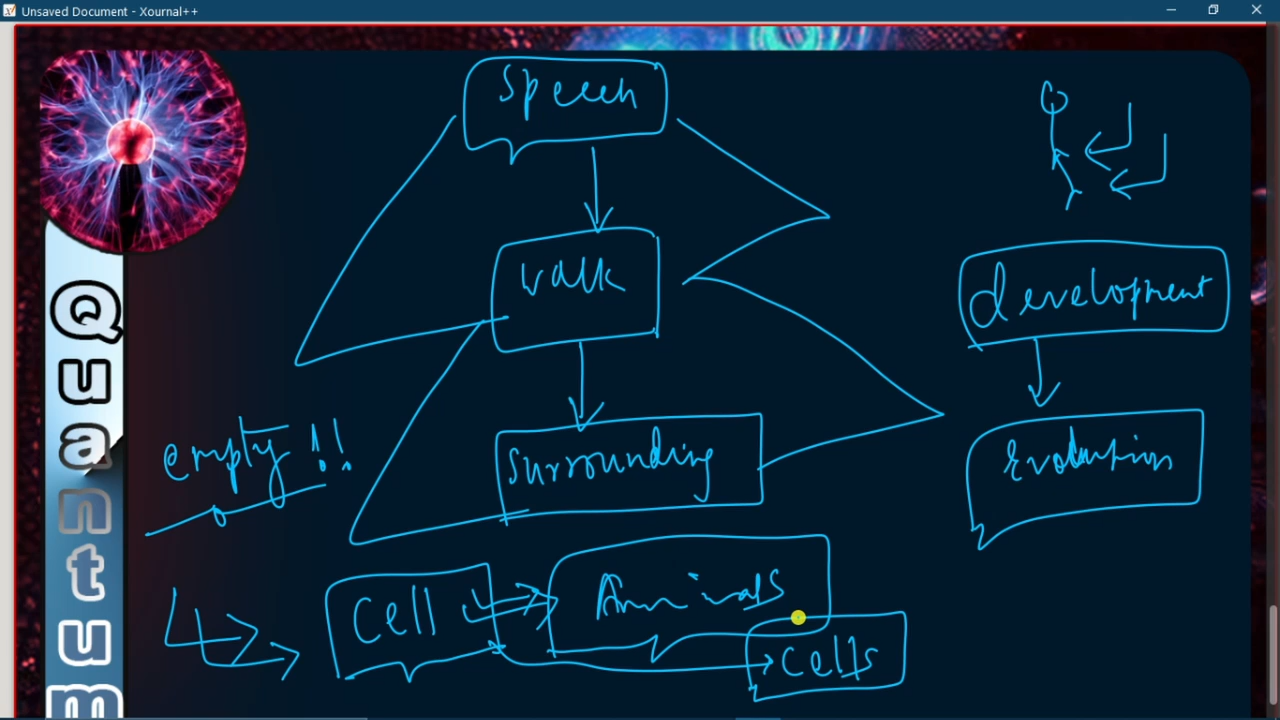 Unsaved Document - Xournal++
Speech
walk
development
surrounding
Evolution
empty !!
Cell
Animals
cells
Quantum